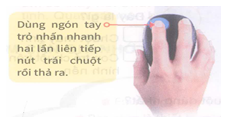 Dùng ngón tay
trỏ nhấn nhanh
hai lần liên tiếp
nút trái chuột
rồi thả ra.